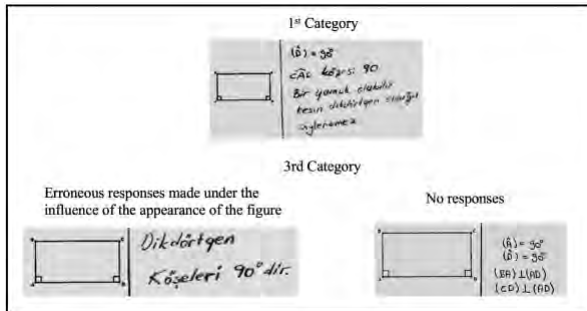 1st Category
(D̂) = 90
CAD köşesi 90
Bir yamuk olabilir
kesin dikdörtgen olduğu
söylenemez
3rd Category
Erroneous responses made under the
influence of the appearance of the figure
Dikdörtgen
Köşeleri 90° dir.
No responses
(Â) = 90°
(D̂) = 90°
(BA) ⊥ (AD)
(CD) ⊥ (AD)